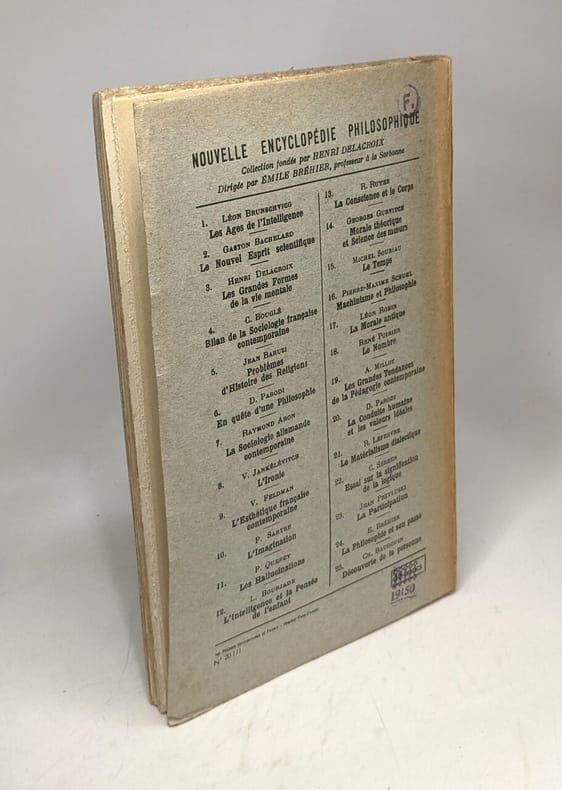 F.
NOUVELLE ENCYCLOPÉDIE PHILOSOPHIQUE
Collection fondée par HENRI DELACROIX
Dirigée par ÉMILE BRÉHIER, professeur à la Sorbonne
1. LÉON BRUNSCHVICG
Les Ages de l'Intelligence
2. GASTON BACHELARD
Le Nouvel Esprit scientifique
3. HENRI DELACROIX
Les Grandes Formes
de la vie mentale
4. C. BOUGLÉ
Bilan de la Sociologie française
contemporaine
5. JEAN BARUZI
Problèmes
d'Histoire des Religions
6. D. PARODI
En quête d'une Philosophie
7. RAYMOND ARON
La Sociologie allemande
contemporaine
8. V. JANKÉLÉVITCH
L'Ironie
9. V. FELDMAN
L'Esthétique française
contemporaine
10. P. SARTRE
L'Imagination
11. P. QUERCY
Les Hallucinations
12. L. BOURJADE
L'Intelligence et la Pensée
de l'enfant
13. R. RUYER
La Conscience et le Corps
14. GEORGES GURVITCH
Morale théorique
et Science des mœurs
15. MICHEL SOURIAU
Le Temps
16. PIERRE-MAXIME SCHUHL
Machinisme et Philosophie
17. LÉON ROBIN
La Morale antique
18. RENÉ POIRIER
Le Nombre
19. A. MILLOT
Les Grandes Tendances
de la Pédagogie contemporaine
20. D. PARODI
La Conduite humaine
et les valeurs idéales
21. H. LEFEBVRE
Le Matérialisme dialectique
22. C. SERRUS
Essai sur la signification
de la logique
23. JEAN PRZYLUSKI
La Participation
24. E. BRÉHIER
La Philosophie et son passé
25. CH. BAUDOUIN
Découverte de la personne